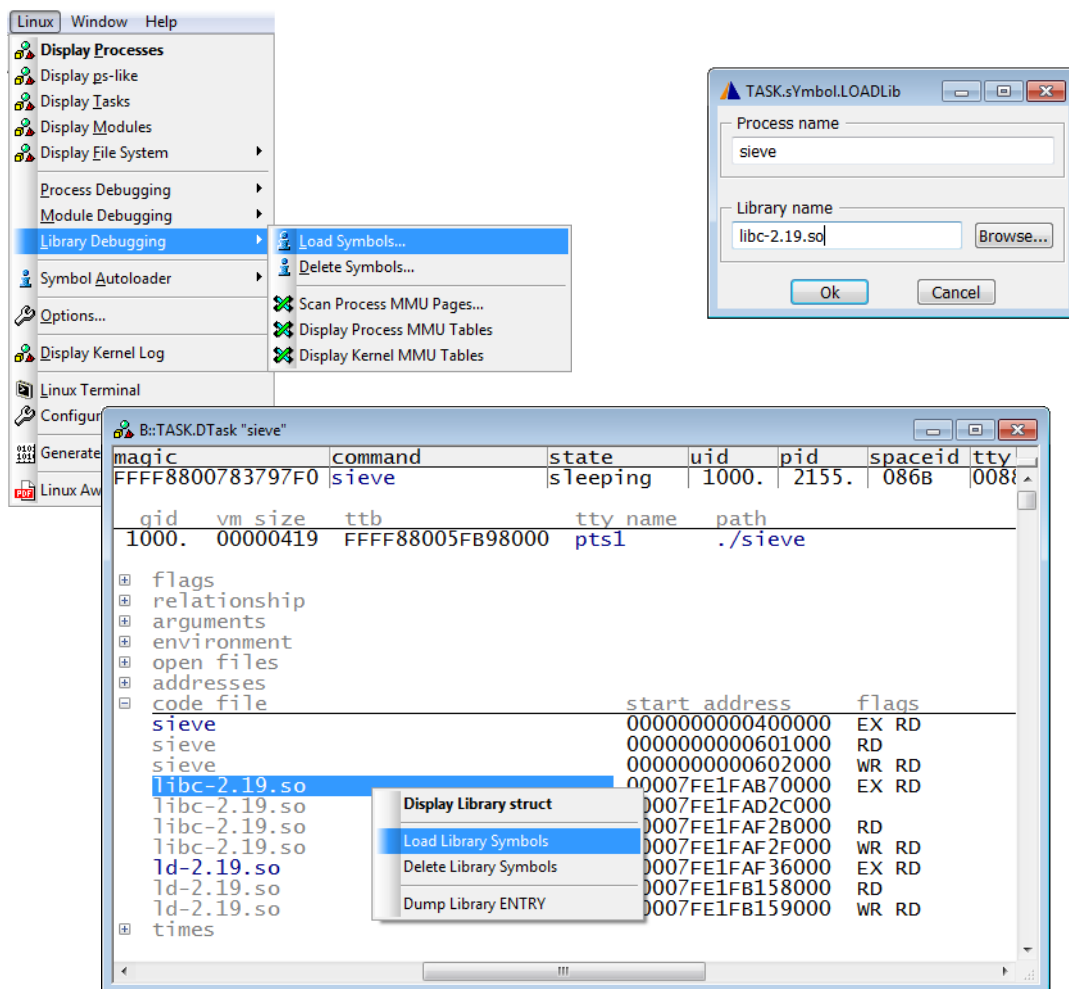 Linux Window Help
Display Processes
Display ps-like
Display Tasks
Display Modules
Display File System
Process Debugging
Module Debugging
Library Debugging
Symbol Autoloader
Options...
Display Kernel Log
Linux Terminal
Configur
Generate
Linux Aw
Load Symbols...
Delete Symbols...
Scan Process MMU Pages...
Display Process MMU Tables
Display Kernel MMU Tables
TASK.sYmbol.LOADLib
Process name
sieve
Library name
libc-2.19.so
Browse...
Ok Cancel
B::TASK.DTask "sieve"
magic command state uid pid spaceid tty
FFFF8800783797F0 sieve sleeping 1000. 2155. 086B 0088
gid vm size ttb tty name path
1000. 00000419 FFFF88005FB98000 pts1 ./sieve
flags
relationship
arguments
environment
open files
addresses
code file start address flags
sieve 0000000000400000 EX RD
sieve 0000000000601000 RD
sieve 0000000000602000 WR RD
libc-2.19.so 00007FE1FAB70000 EX RD
libc-2.19.so 00007FE1FAD2C000
libc-2.19.so 00007FE1FAF2B000 RD
libc-2.19.so 00007FE1FAF2F000 WR RD
ld-2.19.so 00007FE1FAF36000 EX RD
ld-2.19.so 00007FE1FB158000 RD
ld-2.19.so 00007FE1FB159000 WR RD
times
Display Library struct
Load Library Symbols
Delete Library Symbols
Dump Library ENTRY